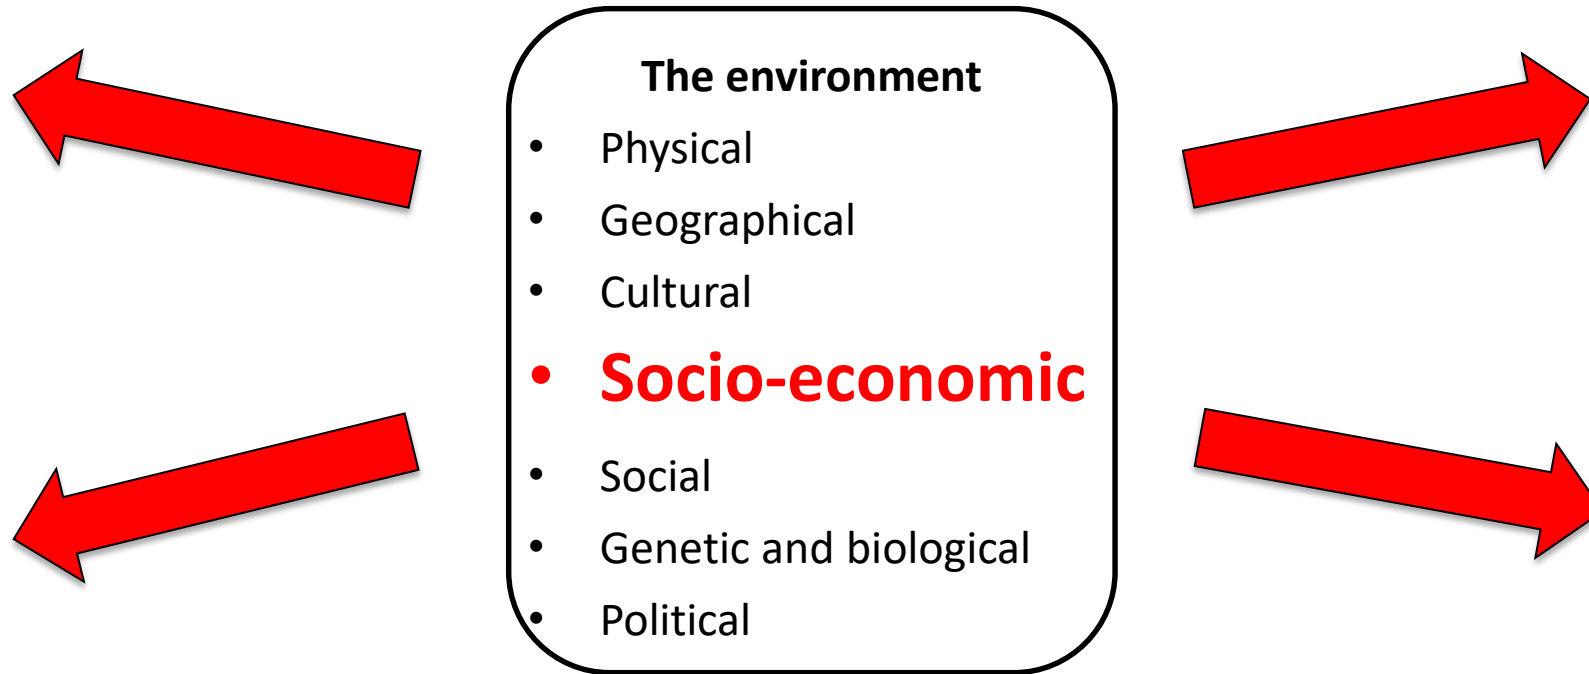 The environment
• Physical
• Geographical
• Cultural
• Socio-economic
• Social
• Genetic and biological
• Political